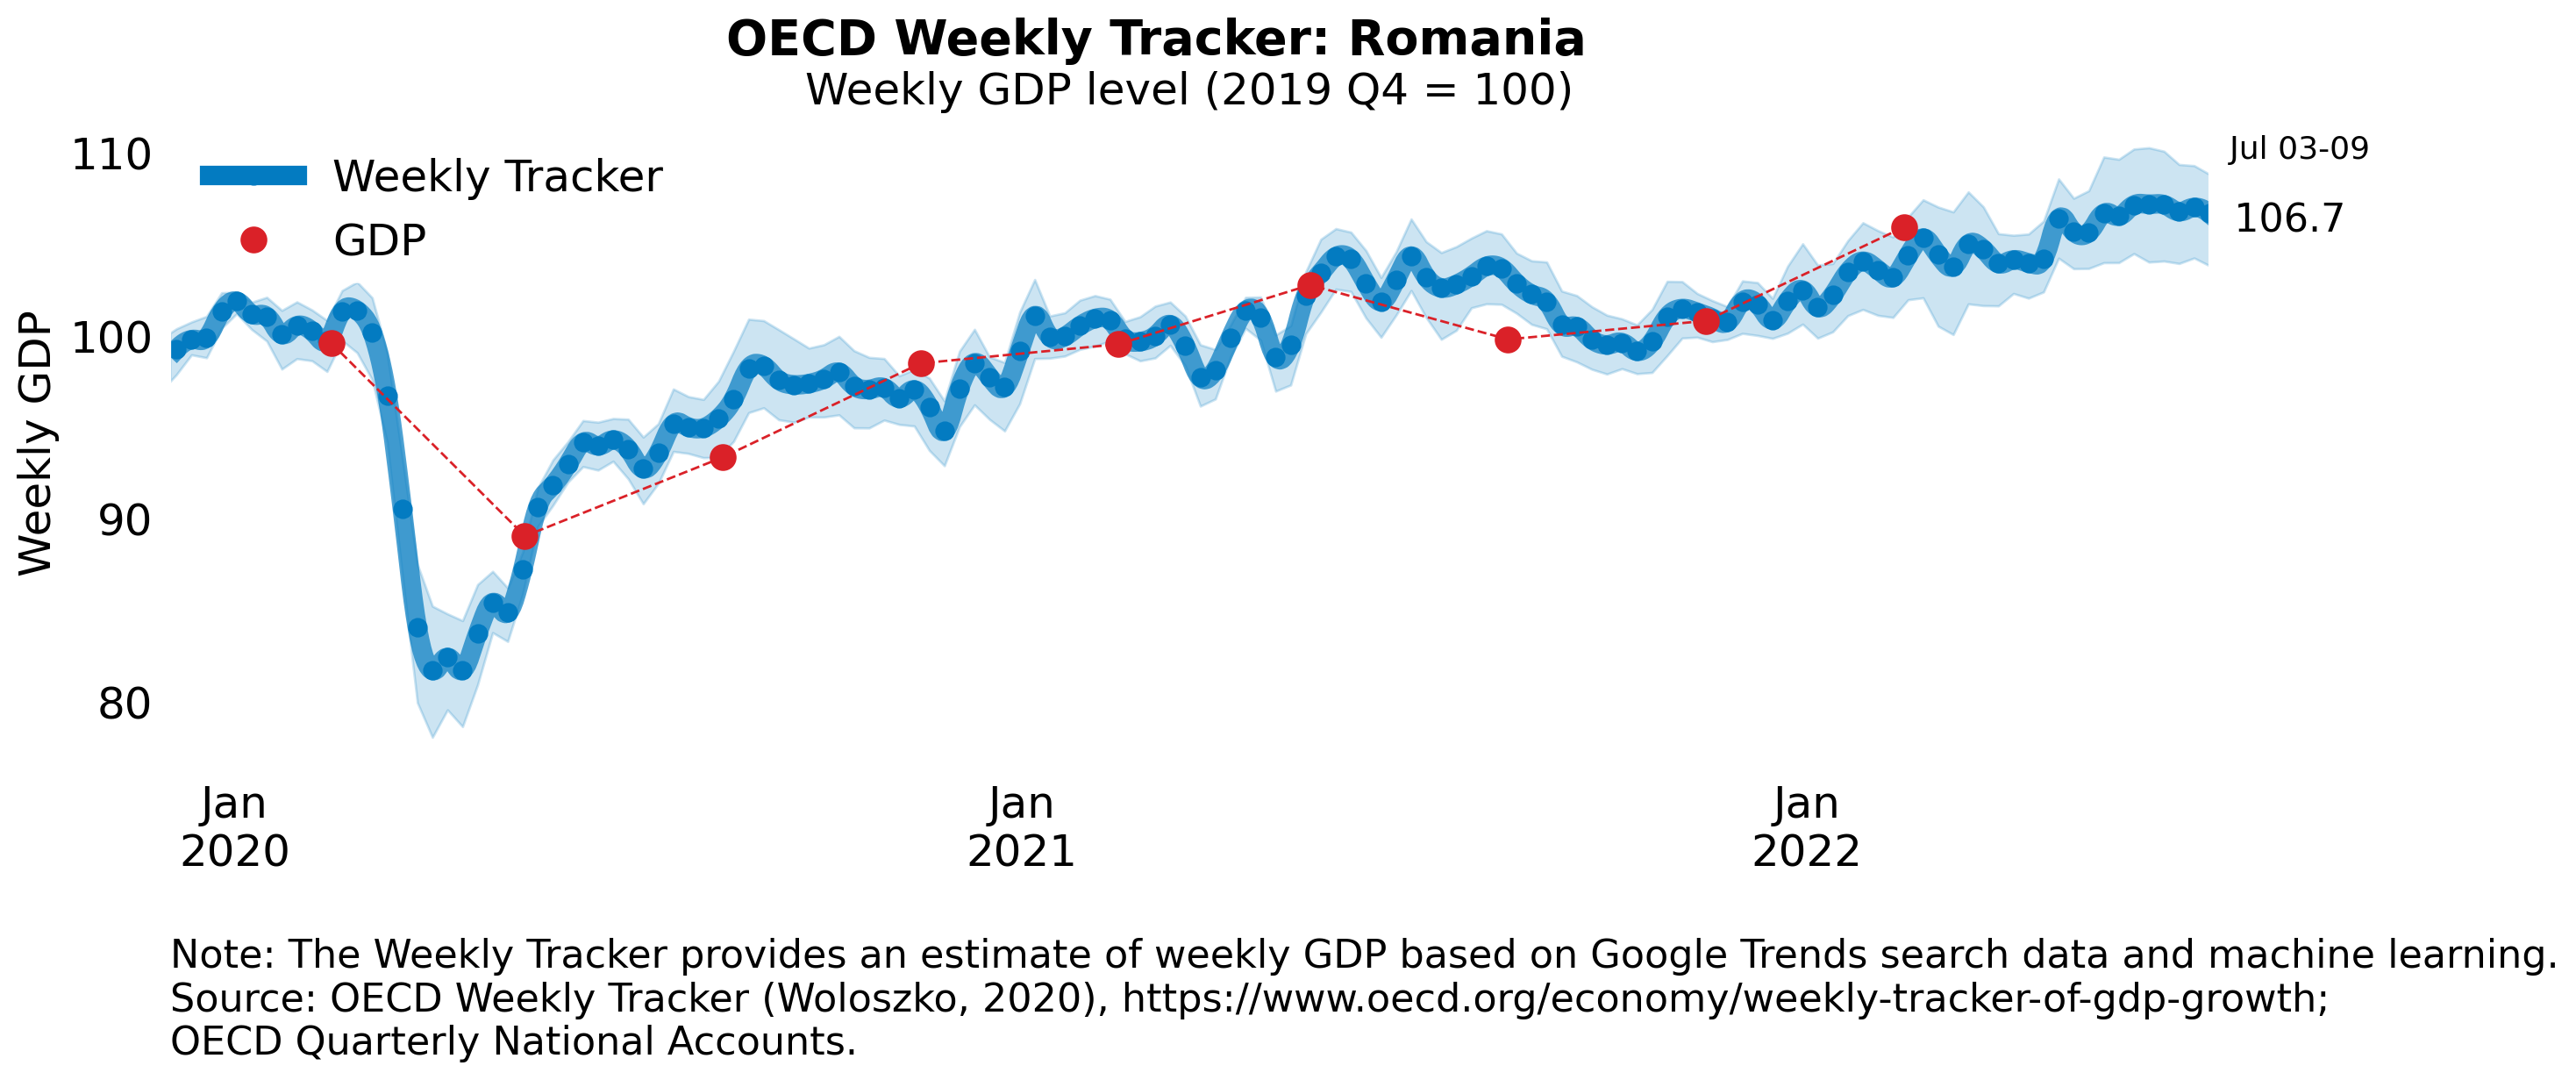 OECD Weekly Tracker: Romania
Weekly GDP level (2019 Q4 = 100)
110
100
90
80
Weekly GDP
Weekly Tracker
GDP
Jul 03-09
106.7
Jan
2020
Jan
2021
Jan
2022
Note: The Weekly Tracker provides an estimate of weekly GDP based on Google Trends search data and machine learning.
Source: OECD Weekly Tracker (Woloszko, 2020), https://www.oecd.org/economy/weekly-tracker-of-gdp-growth;
OECD Quarterly National Accounts.